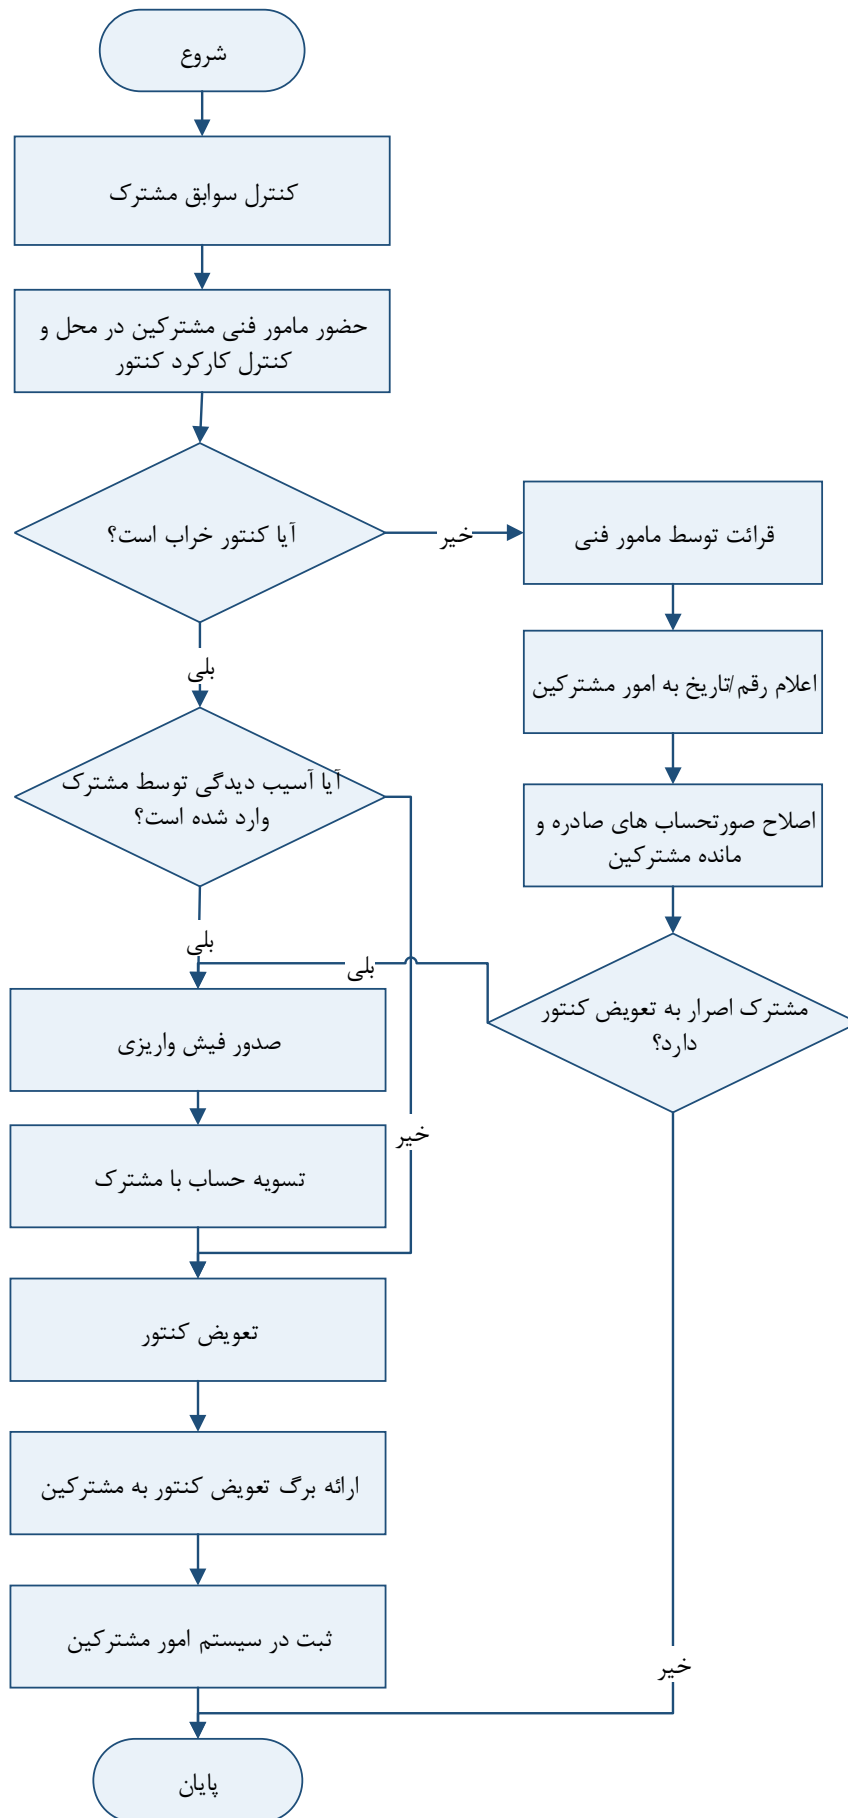 شروع
کنترل سوابق مشترک
حضور مامور فنی مشترکین در محل و
کنترل کارکرد کنتور
آیا کنتور خراب است؟
خیر
قرائت توسط مامور فنی
بلی
اعلام رقم/تاریخ به امور مشترکین
آیا آسیب دیدگی توسط مشترک
وارد شده است؟
اصلاح صورتحساب های صادره و
مانده مشترکین
بلی
بلی
مشترک اصرار به تعویض کنتور
دارد؟
صدور فیش واریزی
خیر
تسویه حساب با مشترک
تعویض کنتور
ارائه برگ تعویض کنتور به مشترکین
ثبت در سیستم امور مشترکین
خیر
پایان